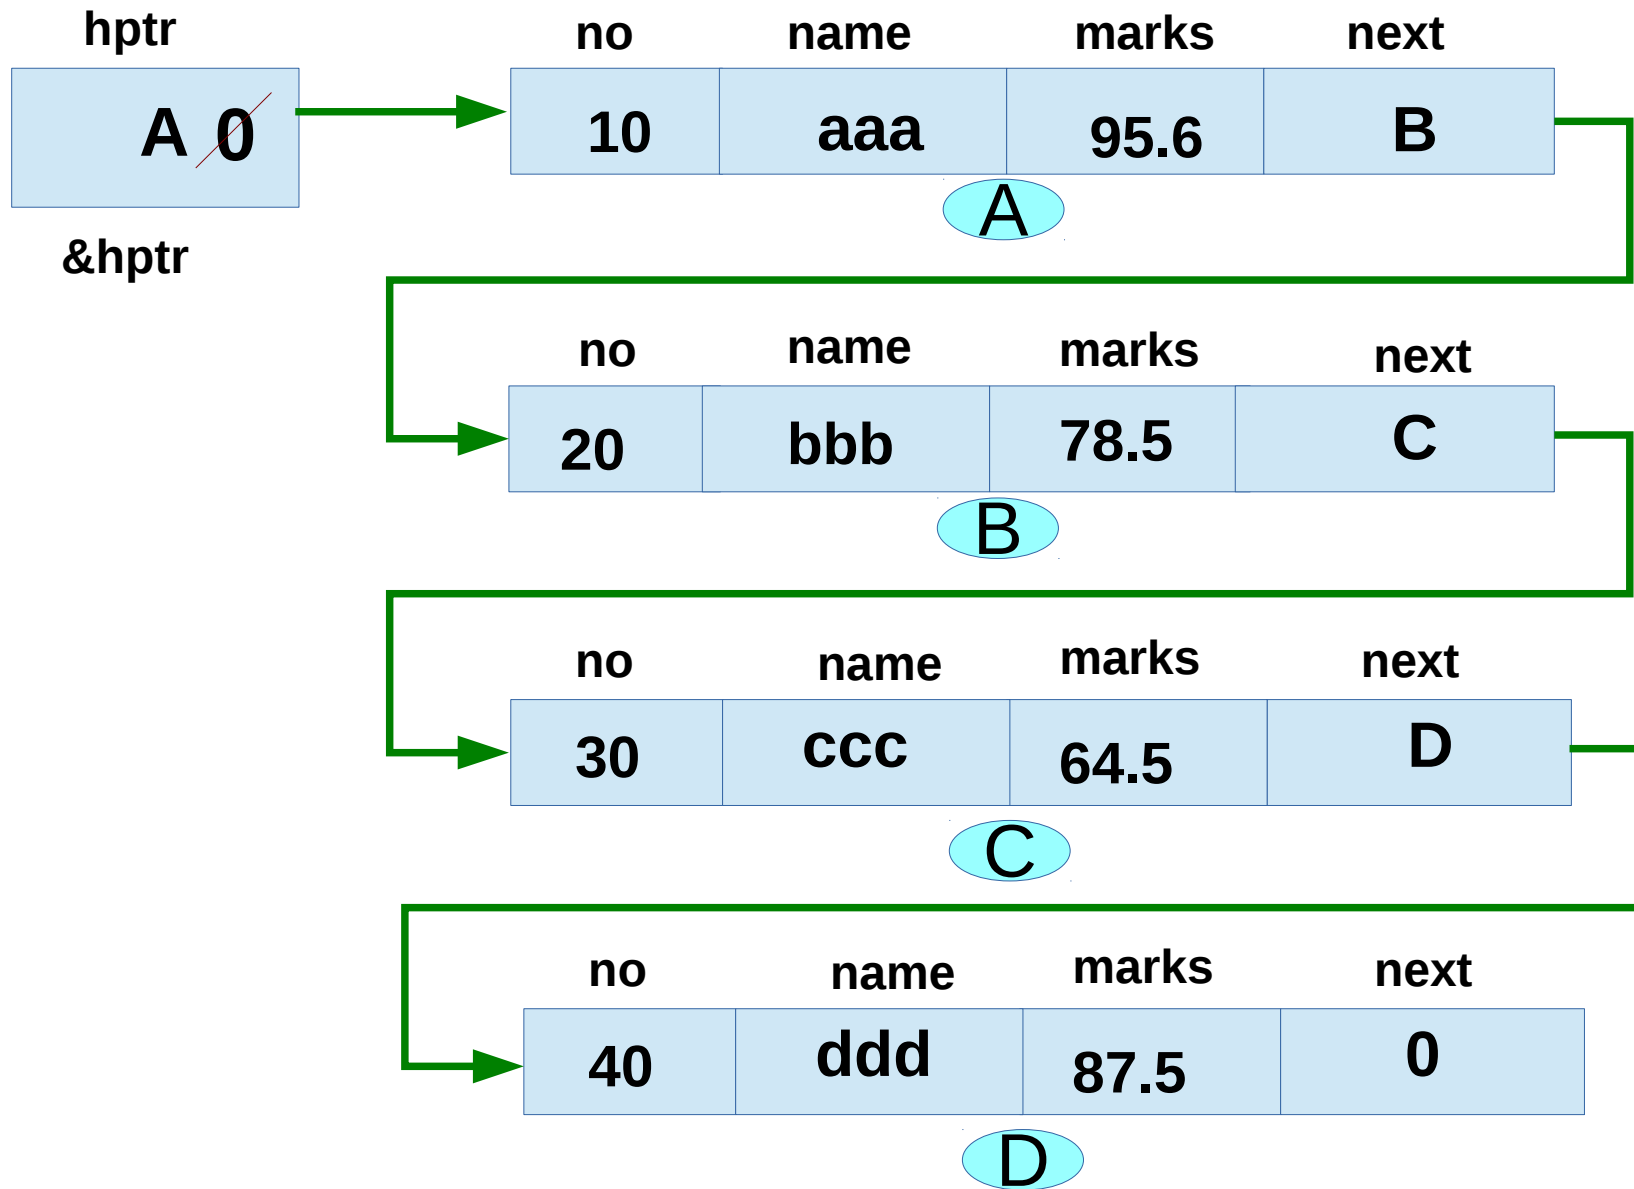 hptr
no name marks next
A 0
10 aaa 95.6 B
A
&hptr
no name marks next
20 bbb 78.5 C
B
no name marks next
30 ccc 64.5 D
C
no name marks next
40 ddd 87.5 0
D